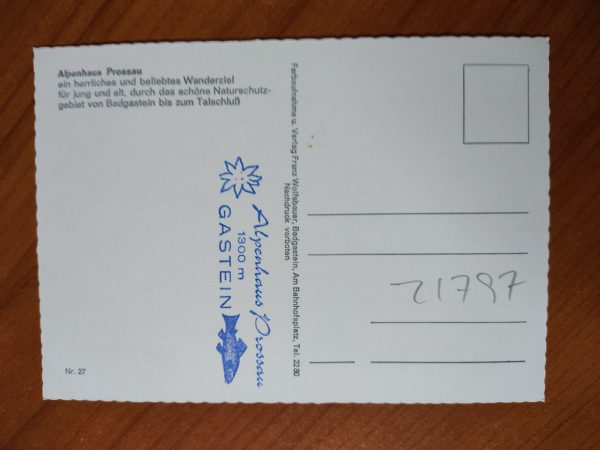 Alpenhaus Prossau
ein herrliches und beliebtes Wanderziel
für jung und alt, durch das schöne Naturschutz-
gebiet von Badgastein bis zum Talschluß
Alpenhaus Prossau
1300 m
GASTEIN
Farbaufnahme u. Verlag Franz Wolfsbauer, Badgastein, Am Bahnhofsplatz, Tel. 2280
Nachdruck verboten
21797
Nr. 27